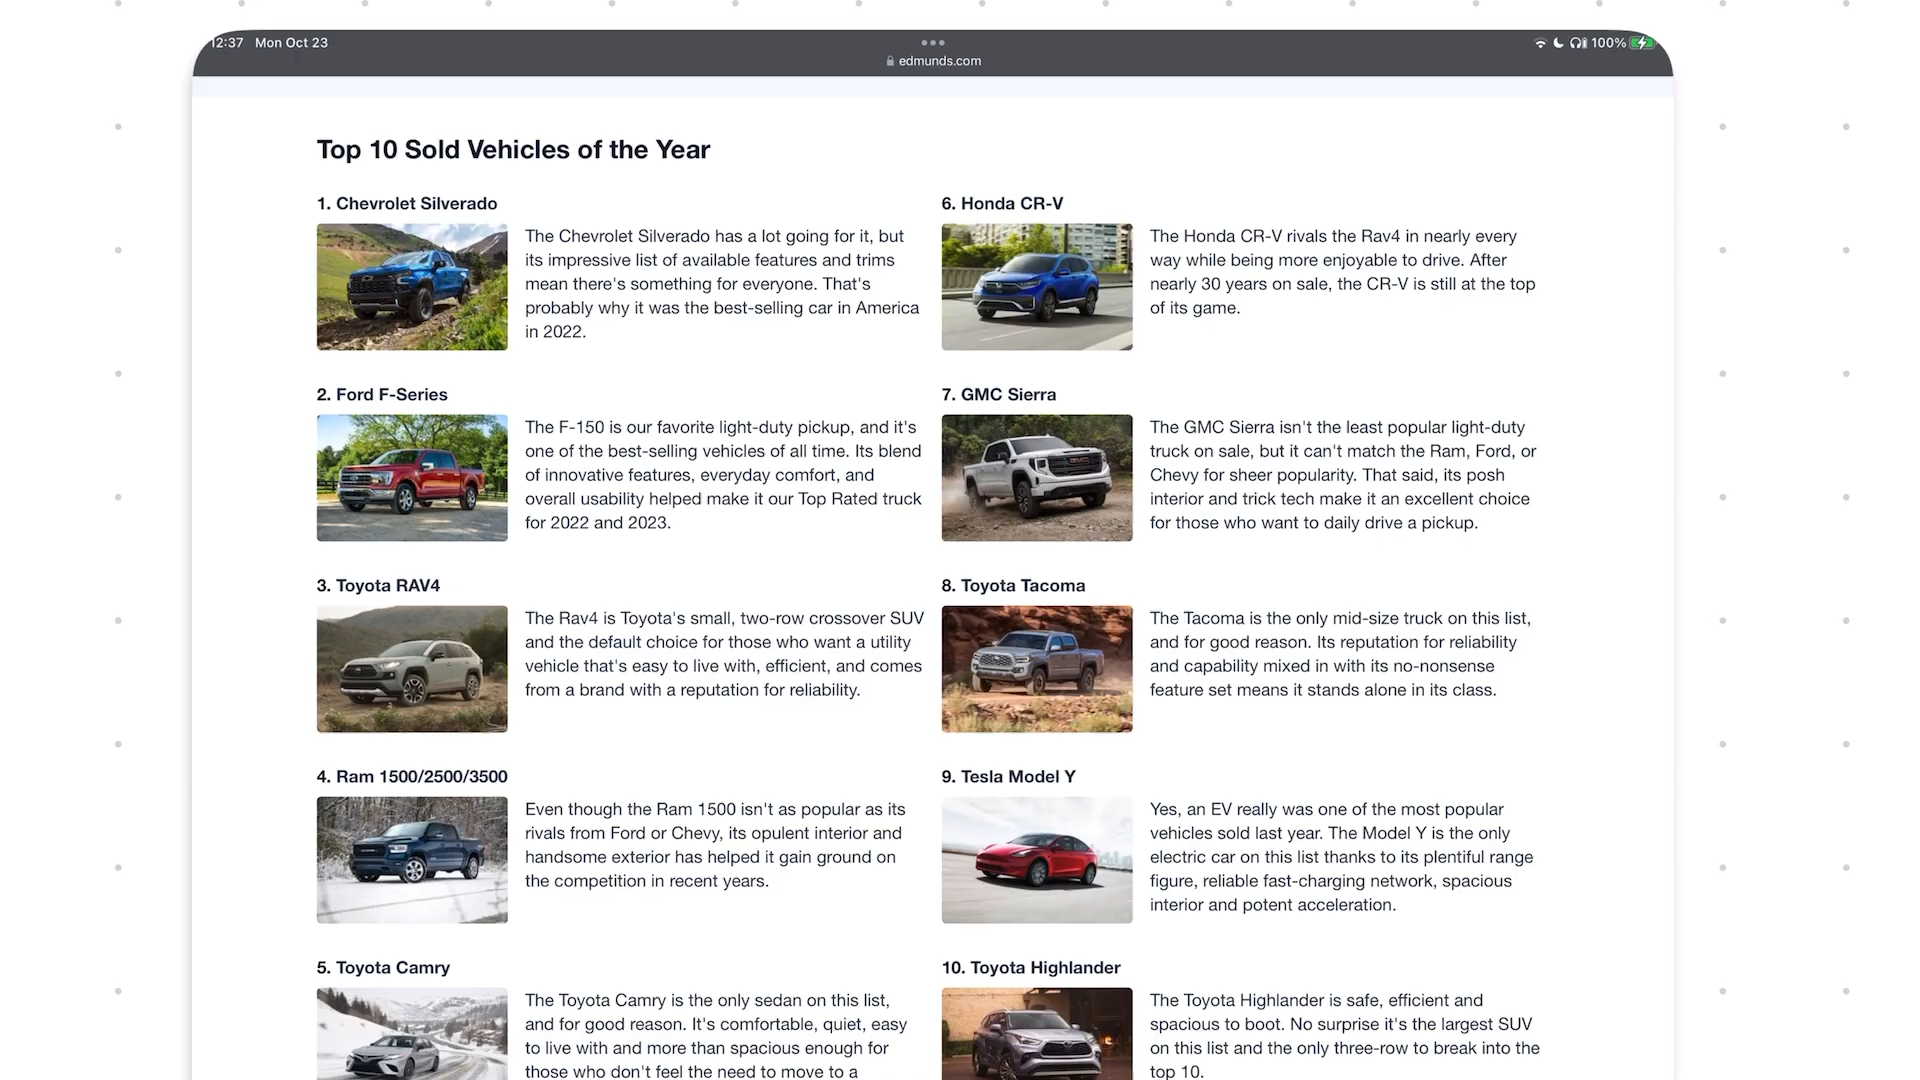 12:37 Mon Oct 23
edmunds.com
100%
Top 10 Sold Vehicles of the Year
1. Chevrolet Silverado
The Chevrolet Silverado has a lot going for it, but
its impressive list of available features and trims
mean there's something for everyone. That's
probably why it was the best-selling car in America
in 2022.
2. Ford F-Series
The F-150 is our favorite light-duty pickup, and it's
one of the best-selling vehicles of all time. Its blend
of innovative features, everyday comfort, and
overall usability helped make it our Top Rated truck
for 2022 and 2023.
3. Toyota RAV4
The Rav4 is Toyota's small, two-row crossover SUV
and the default choice for those who want a utility
vehicle that's easy to live with, efficient, and comes
from a brand with a reputation for reliability.
4. Ram 1500/2500/3500
Even though the Ram 1500 isn't as popular as its
rivals from Ford or Chevy, its opulent interior and
handsome exterior has helped it gain ground on
the competition in recent years.
5. Toyota Camry
The Toyota Camry is the only sedan on this list,
and for good reason. It's comfortable, quiet, easy
to live with and more than spacious enough for
those who don't feel the need to move to a
6. Honda CR-V
The Honda CR-V rivals the Rav4 in nearly every
way while being more enjoyable to drive. After
nearly 30 years on sale, the CR-V is still at the top
of its game.
7. GMC Sierra
The GMC Sierra isn't the least popular light-duty
truck on sale, but it can't match the Ram, Ford, or
Chevy for sheer popularity. That said, its posh
interior and trick tech make it an excellent choice
for those who want to daily drive a pickup.
8. Toyota Tacoma
The Tacoma is the only mid-size truck on this list,
and for good reason. Its reputation for reliability
and capability mixed in with its no-nonsense
feature set means it stands alone in its class.
9. Tesla Model Y
Yes, an EV really was one of the most popular
vehicles sold last year. The Model Y is the only
electric car on this list thanks to its plentiful range
figure, reliable fast-charging network, spacious
interior and potent acceleration.
10. Toyota Highlander
The Toyota Highlander is safe, efficient and
spacious to boot. No surprise it's the largest SUV
on this list and the only three-row to break into the
top 10.